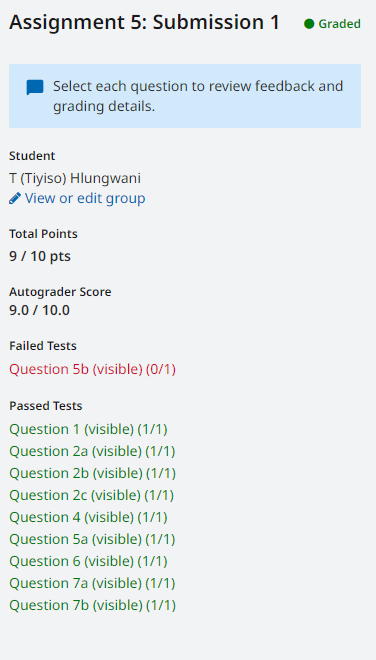 Assignment 5: Submission 1
Graded
Select each question to review feedback and
grading details.
Student
T (Tiyiso) Hlungwani
View or edit group
Total Points
9 / 10 pts
Autograder Score
9.0 / 10.0
Failed Tests
Question 5b (visible) (0/1)
Passed Tests
Question 1 (visible) (1/1)
Question 2a (visible) (1/1)
Question 2b (visible) (1/1)
Question 2c (visible) (1/1)
Question 4 (visible) (1/1)
Question 5a (visible) (1/1)
Question 6 (visible) (1/1)
Question 7a (visible) (1/1)
Question 7b (visible) (1/1)